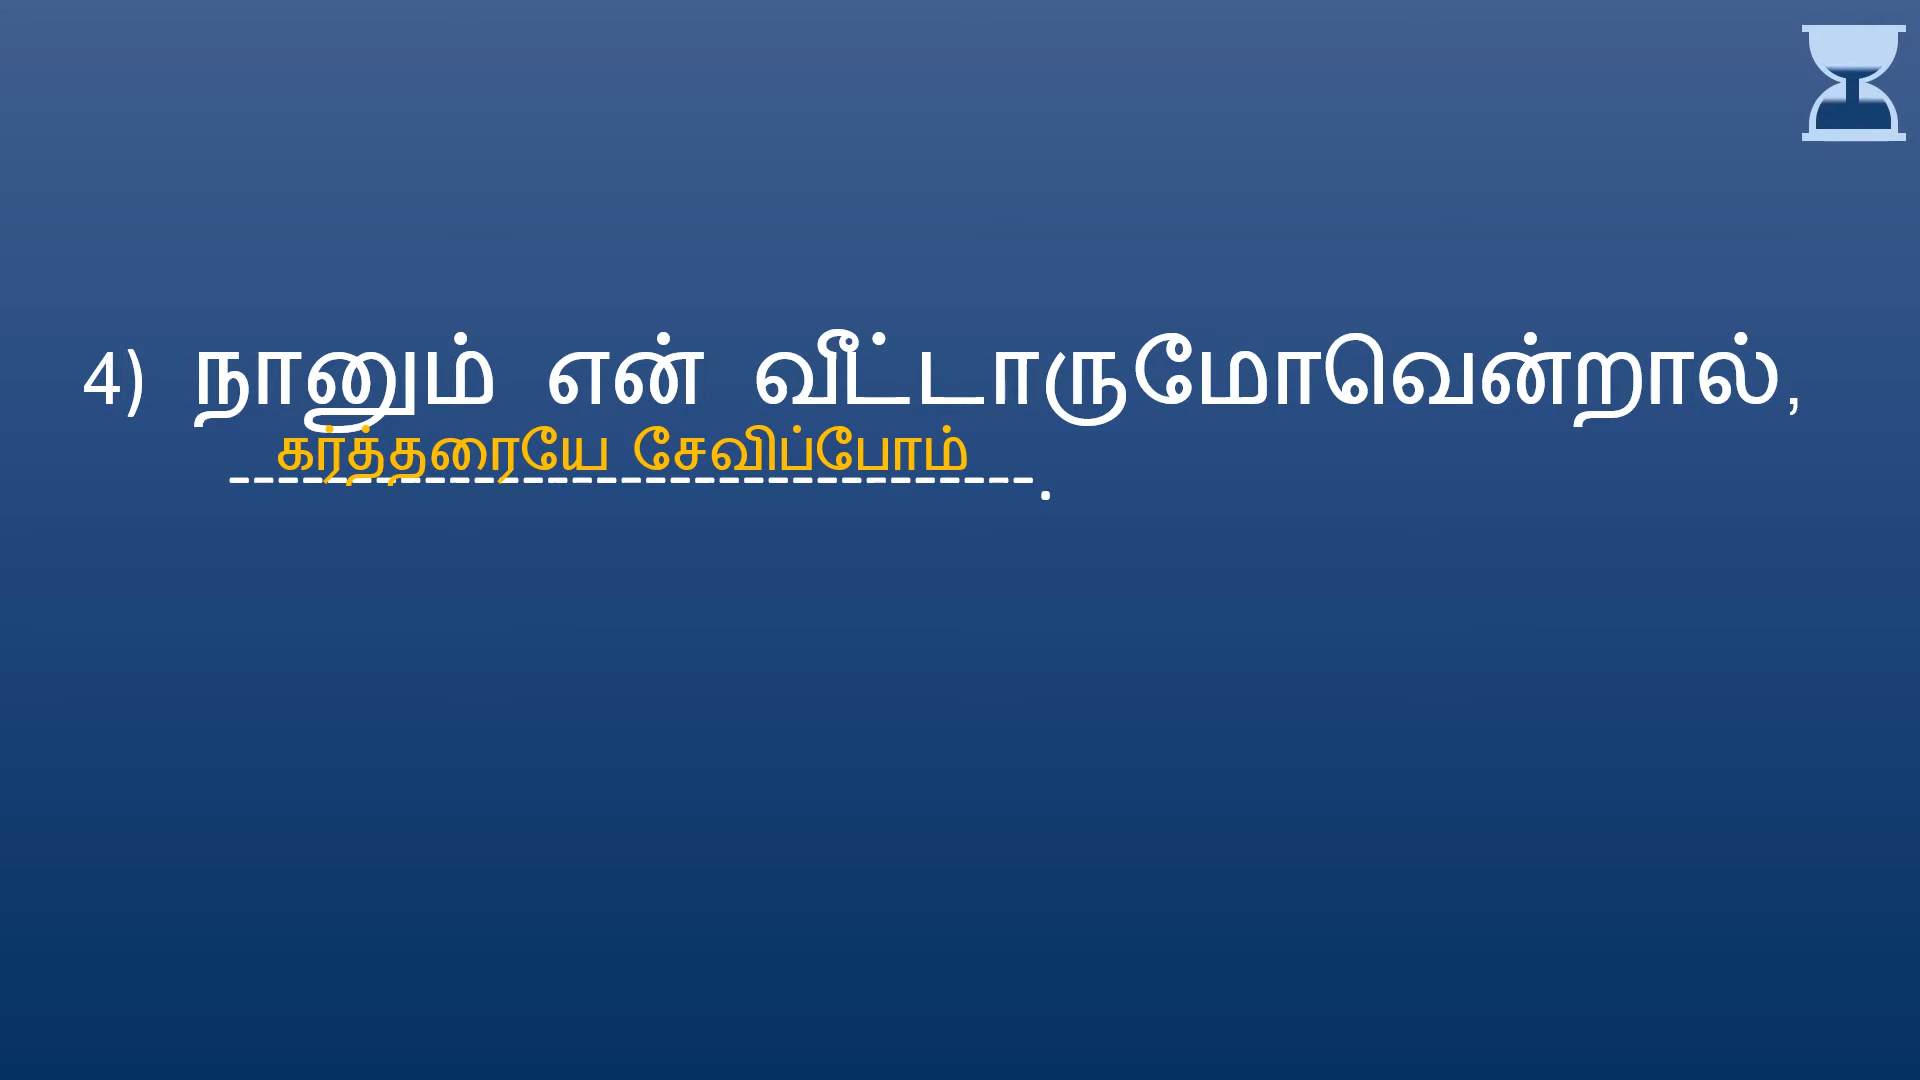 4) நானும் என் வீட்டாருமோவென்றால்,
கர்த்தரையே சேவிப்போம்
---------------------------------.